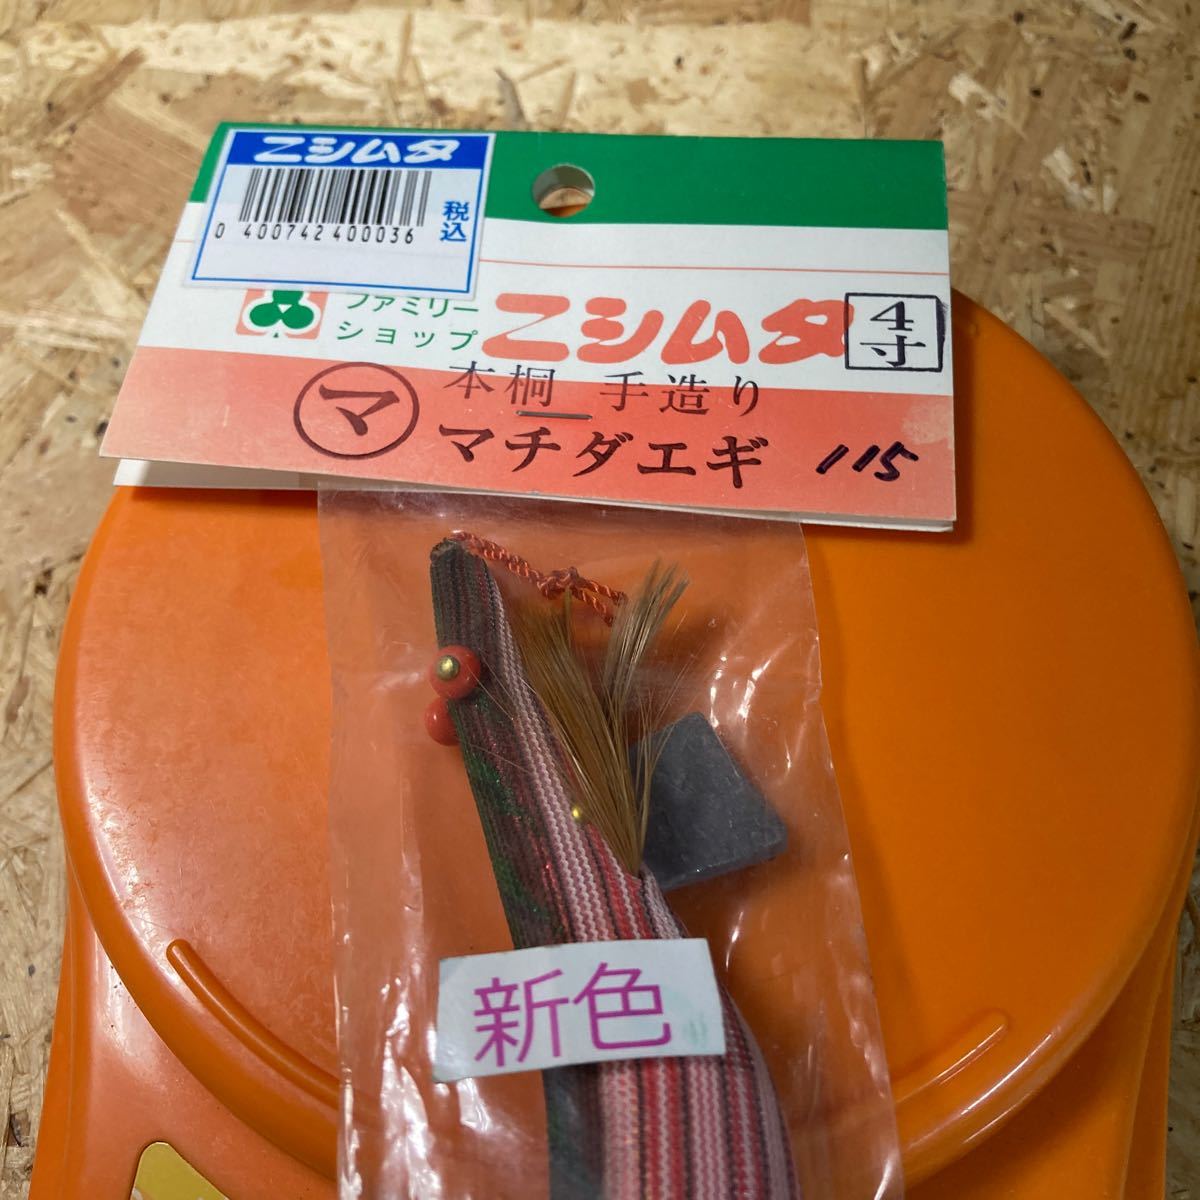 ニシムタ
税込
0 400742 400036
ファミリー
ショップ
ニシムタ
4寸
マ
本桐 手造り
マチダエギ
115
新色